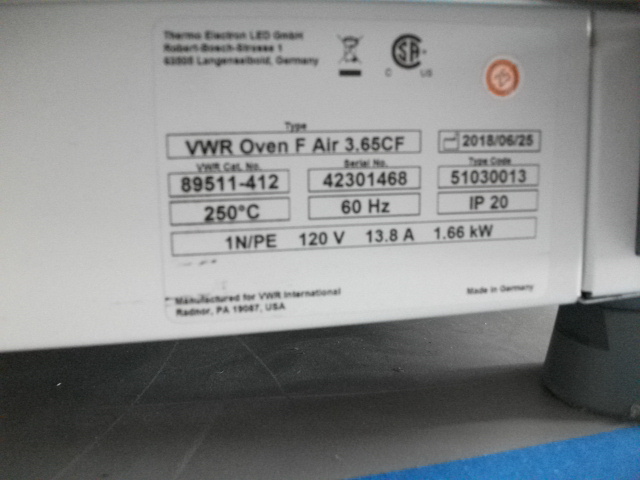 Thermo Electron LED GmbH
Robert-Bosch-Strasse 1
63505 Langenselbold, Germany
C US
Type
VWR Oven F Air 3.65CF
2018/06/25
VWR Cat. No. Serial No. Type Code
89511-412 42301468 51030013
250°C 60 Hz IP 20
1N/PE 120 V 13.8 A 1.66 kW
Manufactured for VWR International
Radnor, PA 19087, USA
Made in Germany